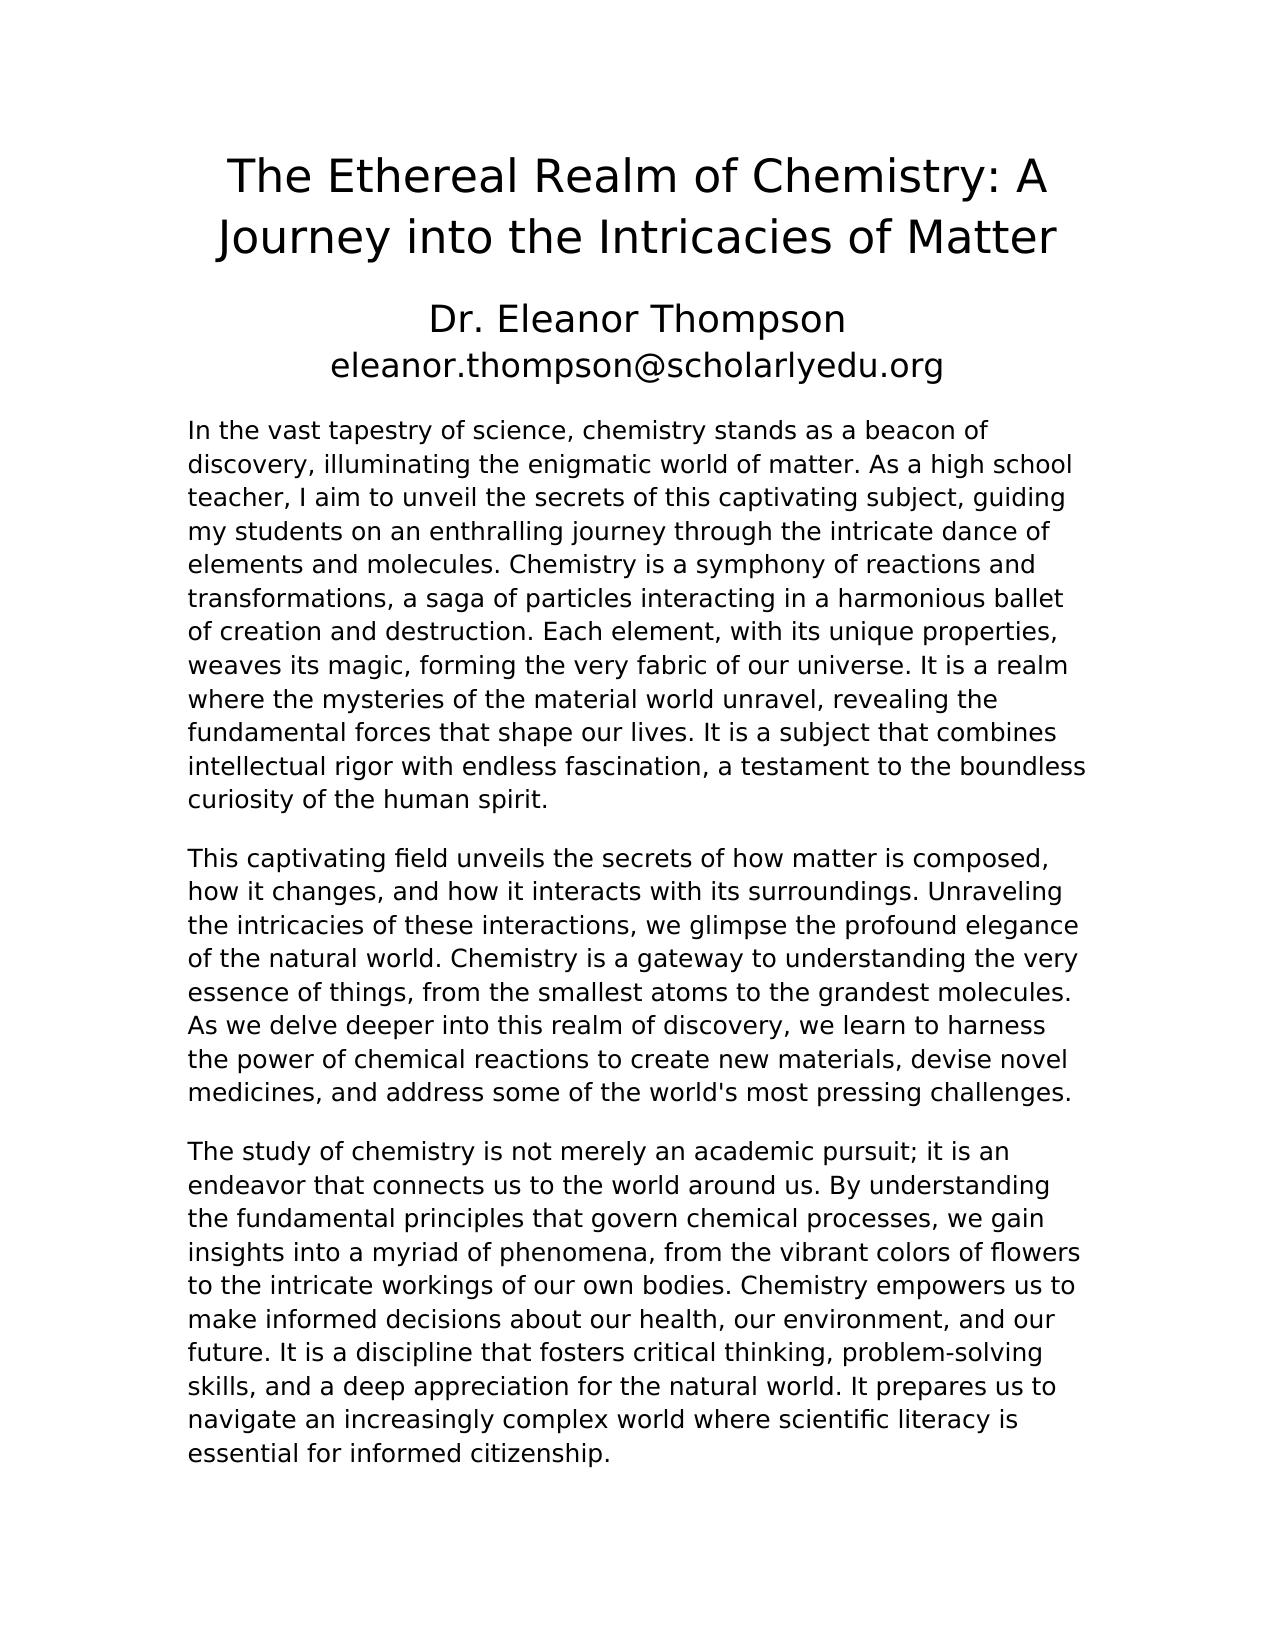 The Ethereal Realm of Chemistry: A
Journey into the Intricacies of Matter
Dr. Eleanor Thompson
eleanor.thompson@scholarlyedu.org
In the vast tapestry of science, chemistry stands as a beacon of
discovery, illuminating the enigmatic world of matter. As a high school
teacher, I aim to unveil the secrets of this captivating subject, guiding
my students on an enthralling journey through the intricate dance of
elements and molecules. Chemistry is a symphony of reactions and
transformations, a saga of particles interacting in a harmonious ballet
of creation and destruction. Each element, with its unique properties,
weaves its magic, forming the very fabric of our universe. It is a realm
where the mysteries of the material world unravel, revealing the
fundamental forces that shape our lives. It is a subject that combines
intellectual rigor with endless fascination, a testament to the boundless
curiosity of the human spirit.
This captivating field unveils the secrets of how matter is composed,
how it changes, and how it interacts with its surroundings. Unraveling
the intricacies of these interactions, we glimpse the profound elegance
of the natural world. Chemistry is a gateway to understanding the very
essence of things, from the smallest atoms to the grandest molecules.
As we delve deeper into this realm of discovery, we learn to harness
the power of chemical reactions to create new materials, devise novel
medicines, and address some of the world's most pressing challenges.
The study of chemistry is not merely an academic pursuit; it is an
endeavor that connects us to the world around us. By understanding
the fundamental principles that govern chemical processes, we gain
insights into a myriad of phenomena, from the vibrant colors of flowers
to the intricate workings of our own bodies. Chemistry empowers us to
make informed decisions about our health, our environment, and our
future. It is a discipline that fosters critical thinking, problem-solving
skills, and a deep appreciation for the natural world. It prepares us to
navigate an increasingly complex world where scientific literacy is
essential for informed citizenship.